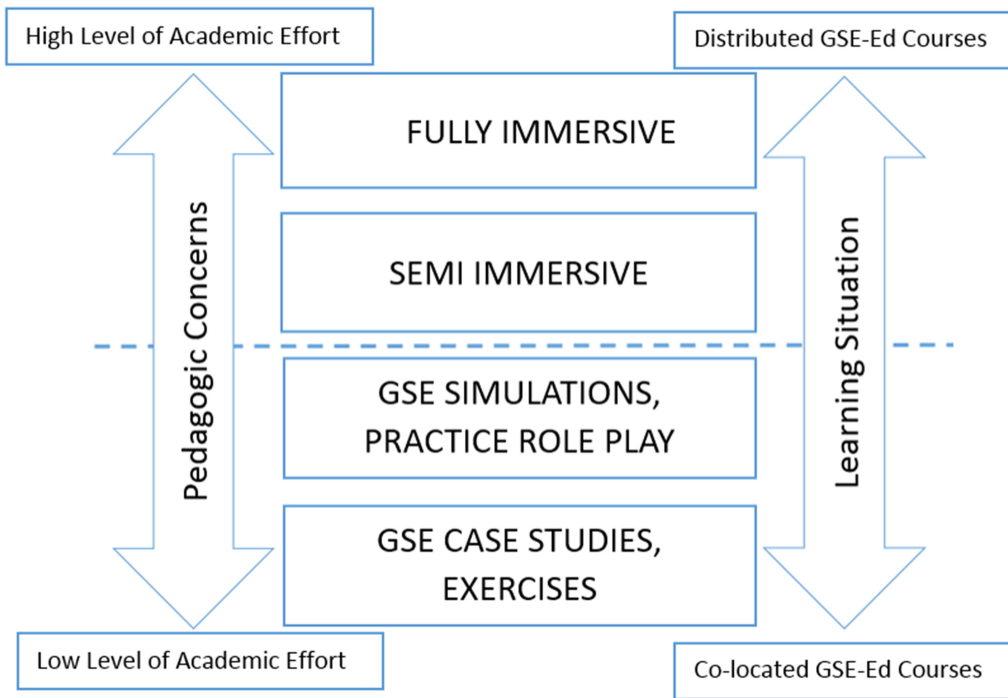 High Level of Academic Effort
Distributed GSE-Ed Courses
FULLY IMMERSIVE
SEMI IMMERSIVE
Pedagogic Concerns
Learning Situation
GSE SIMULATIONS,
PRACTICE ROLE PLAY
GSE CASE STUDIES,
EXERCISES
Low Level of Academic Effort
Co-located GSE-Ed Courses